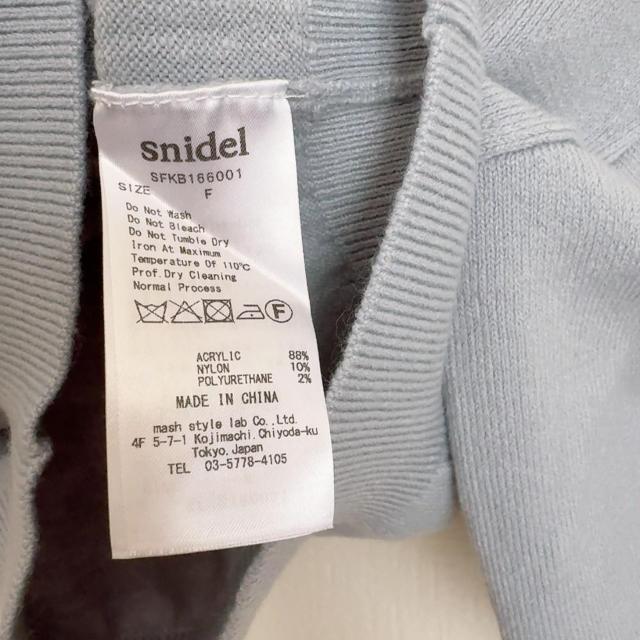 snidel
SFKB166001
SIZE F
Do Not Wash
Do Not Bleach
Do Not Tumble Dry
Iron At Maximum
Temperature Of 110℃
Prof.Dry Cleaning
Normal Process
F
ACRYLIC 88%
NYLON 10%
POLYURETHANE 2%
MADE IN CHINA
mash style lab Co.,Ltd.
4F 5-7-1 Kojimachi.Chiyoda-ku
Tokyo.Japan
TEL 03-5778-4105